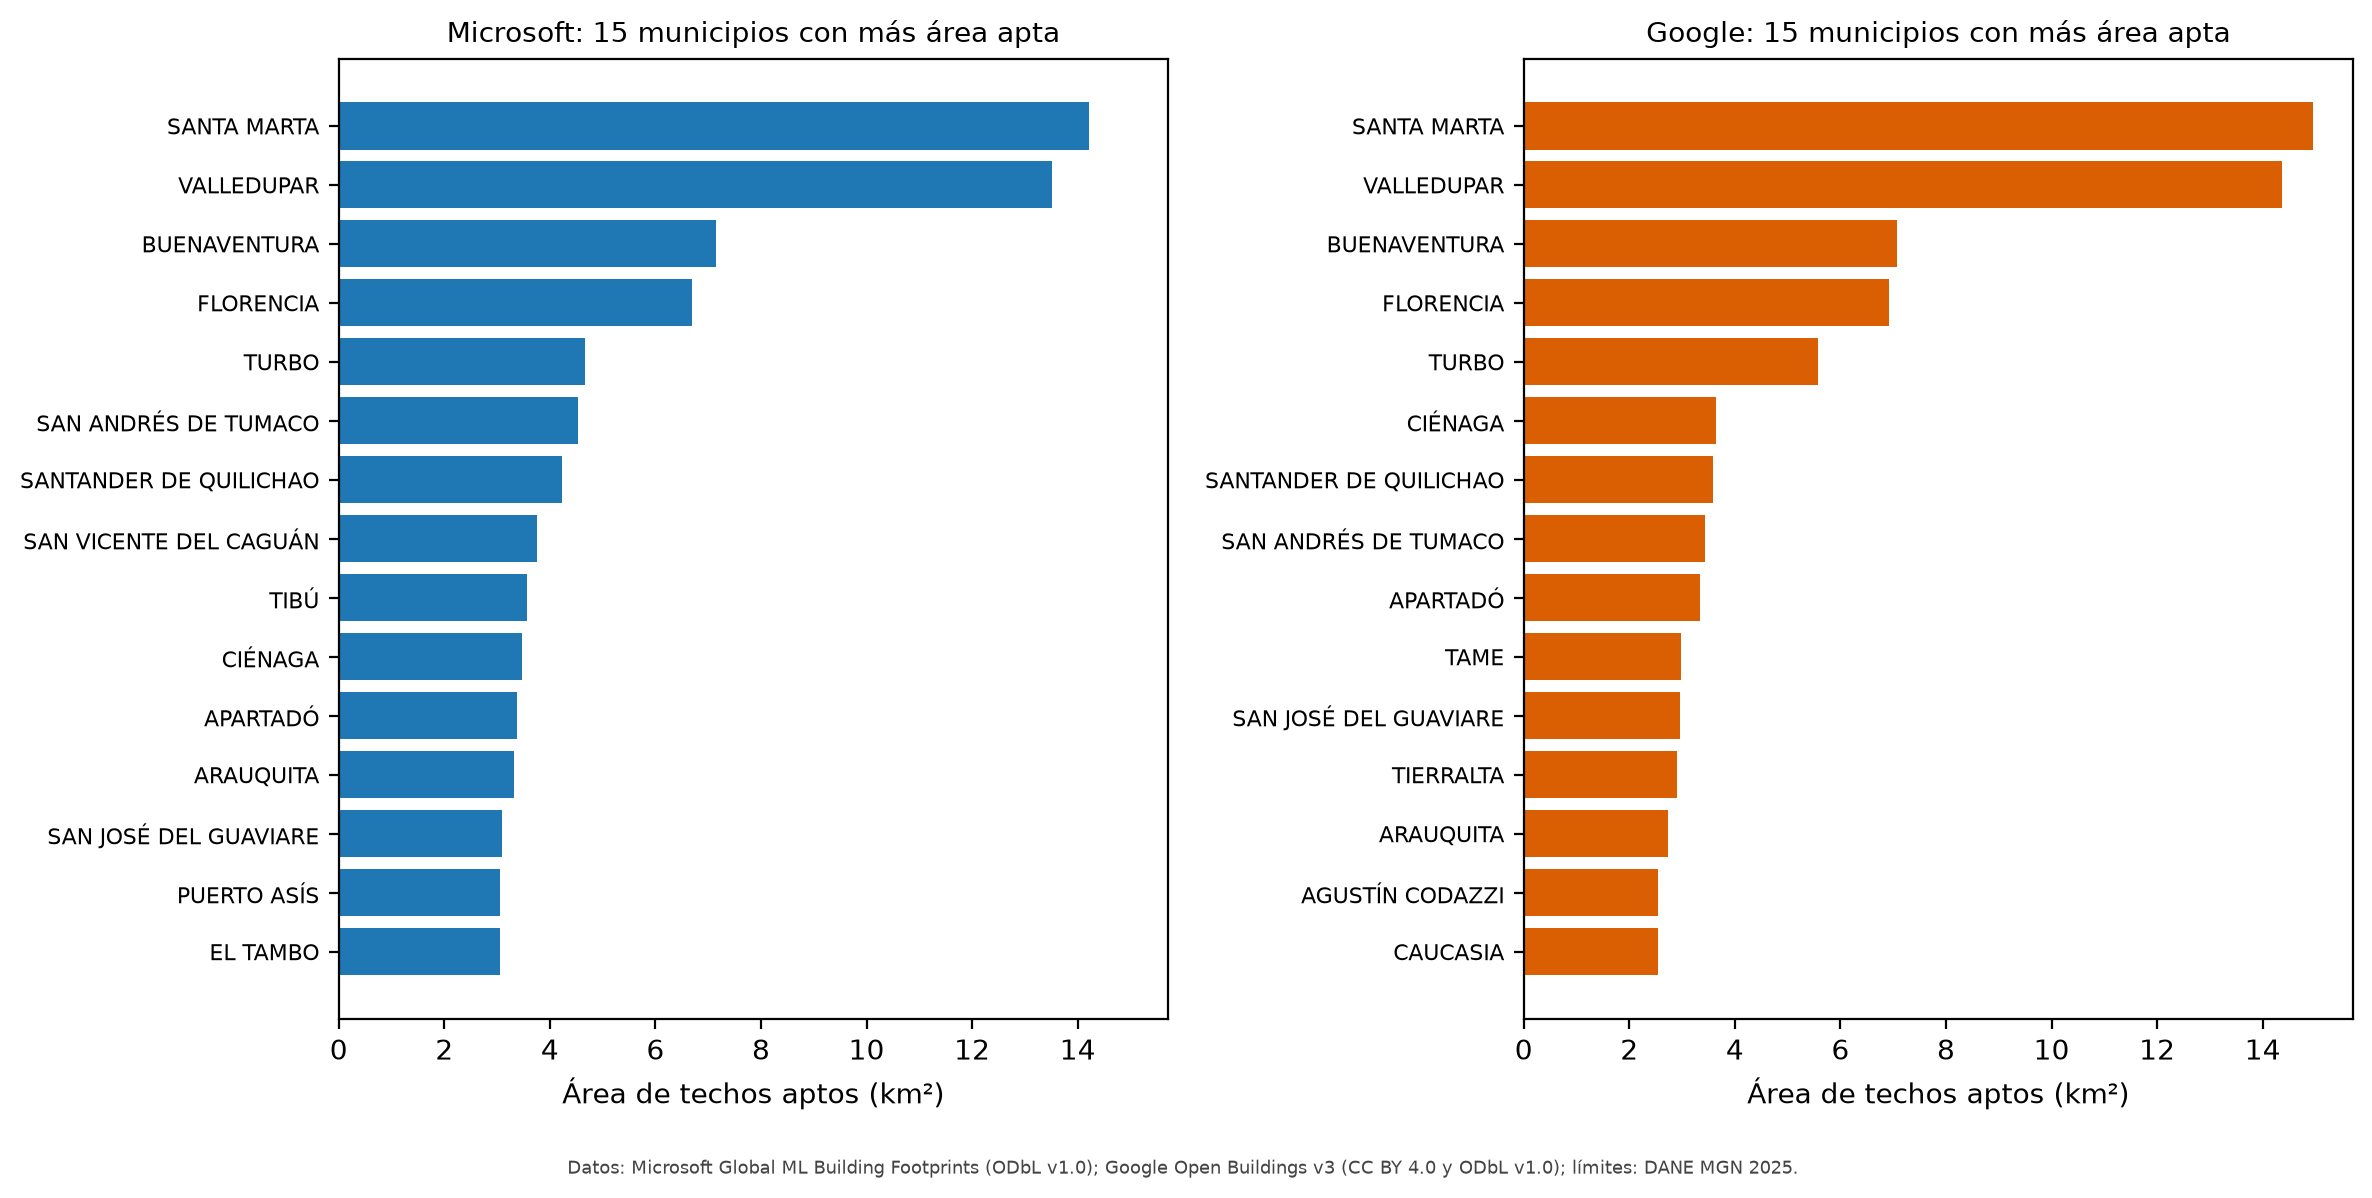 Microsoft: 15 municipios con más área apta
SANTA MARTA
VALLEDUPAR
BUENAVENTURA
FLORENCIA
TURBO
SAN ANDRÉS DE TUMACO
SANTANDER DE QUILICHAO
SAN VICENTE DEL CAGUÁN
TIBÚ
CIÉNAGA
APARTADÓ
ARAUQUITA
SAN JOSÉ DEL GUAVIARE
PUERTO ASÍS
EL TAMBO
0 2 4 6 8 10 12 14
Área de techos aptos (km²)
Google: 15 municipios con más área apta
SANTA MARTA
VALLEDUPAR
BUENAVENTURA
FLORENCIA
TURBO
CIÉNAGA
SANTANDER DE QUILICHAO
SAN ANDRÉS DE TUMACO
APARTADÓ
TAME
SAN JOSÉ DEL GUAVIARE
TIERRALTA
ARAUQUITA
AGUSTÍN CODAZZI
CAUCASIA
0 2 4 6 8 10 12 14
Área de techos aptos (km²)
Datos: Microsoft Global ML Building Footprints (ODbL v1.0); Google Open Buildings v3 (CC BY 4.0 y ODbL v1.0); límites: DANE MGN 2025.